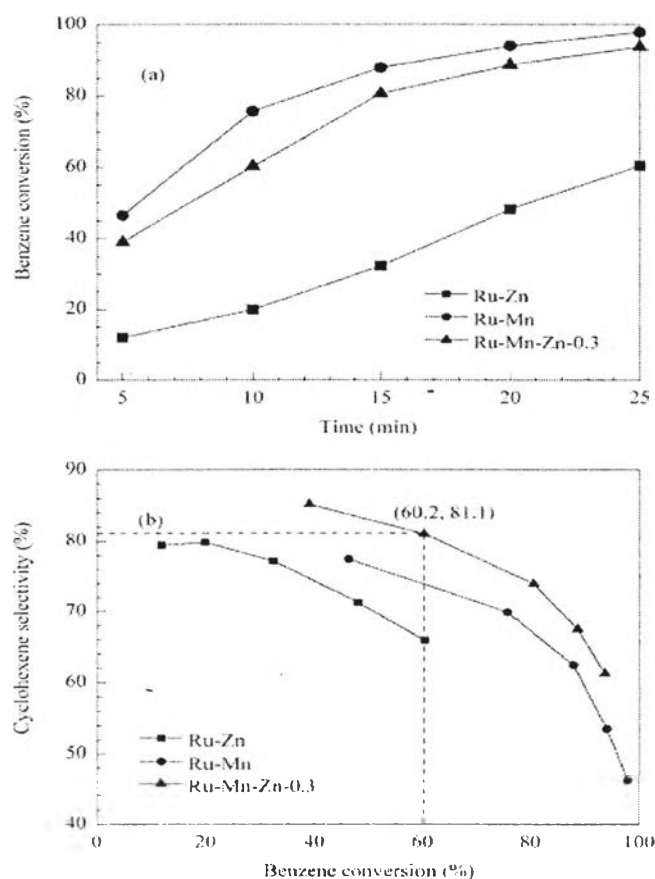 100
80
60
40
20
0
Benzene conversion (%)
(a)
Ru-Zn
Ru-Mn
Ru-Mn-Zn-0.3
5 10 15 20 25
Time (min)
90
80
70
60
50
40
Cyclohexene selectivity (%)
(b)
(60.2, 81.1)
Ru-Zn
Ru-Mn
Ru-Mn-Zn-0.3
0 20 40 60 80 100
Benzene conversion (%)